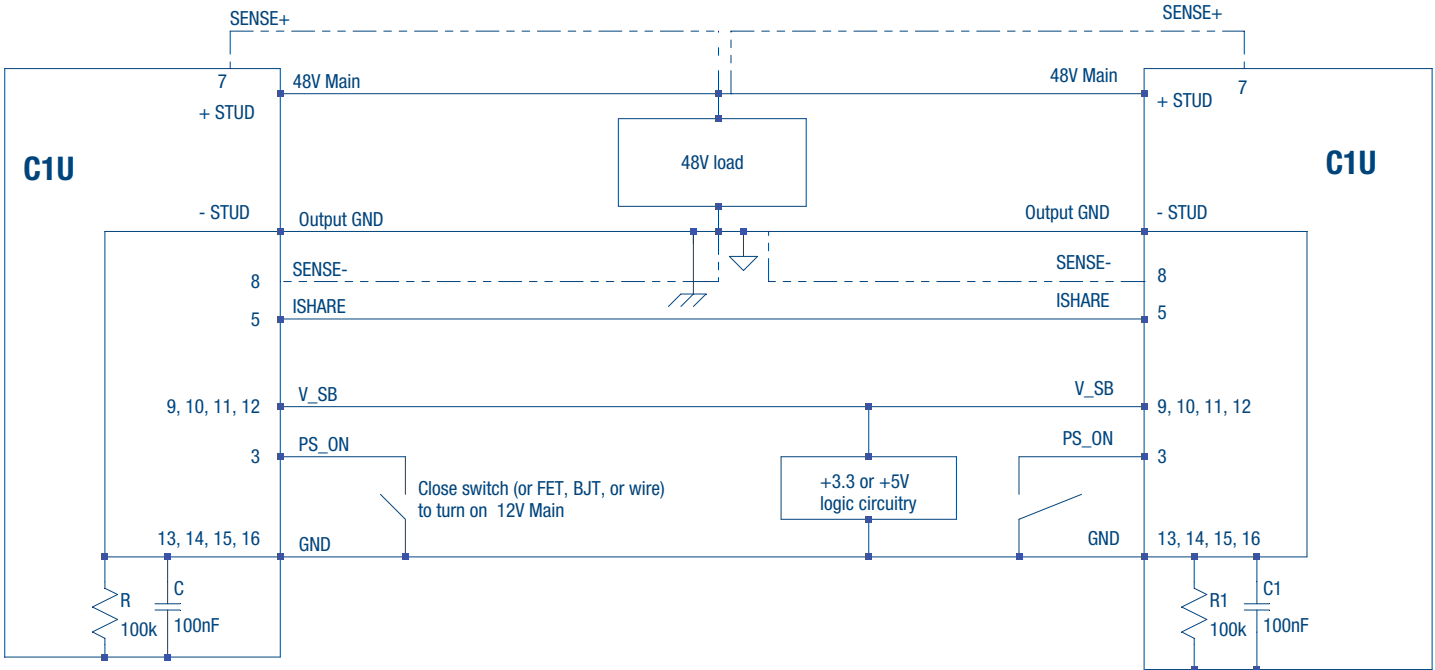 SENSE+
SENSE+
7
48V Main
48V Main
7
+ STUD
+ STUD
C1U
48V load
C1U
- STUD
Output GND
Output GND
- STUD
8
SENSE-
SENSE-
8
5
ISHARE
ISHARE
5
9, 10, 11, 12
V_SB
V_SB
9, 10, 11, 12
3
PS_ON
PS_ON
3
Close switch (or FET, BJT, or wire)
to turn on 12V Main
+3.3 or +5V
logic circuitry
13, 14, 15, 16
GND
GND
13, 14, 15, 16
R
100k
C
100nF
R1
100k
C1
100nF